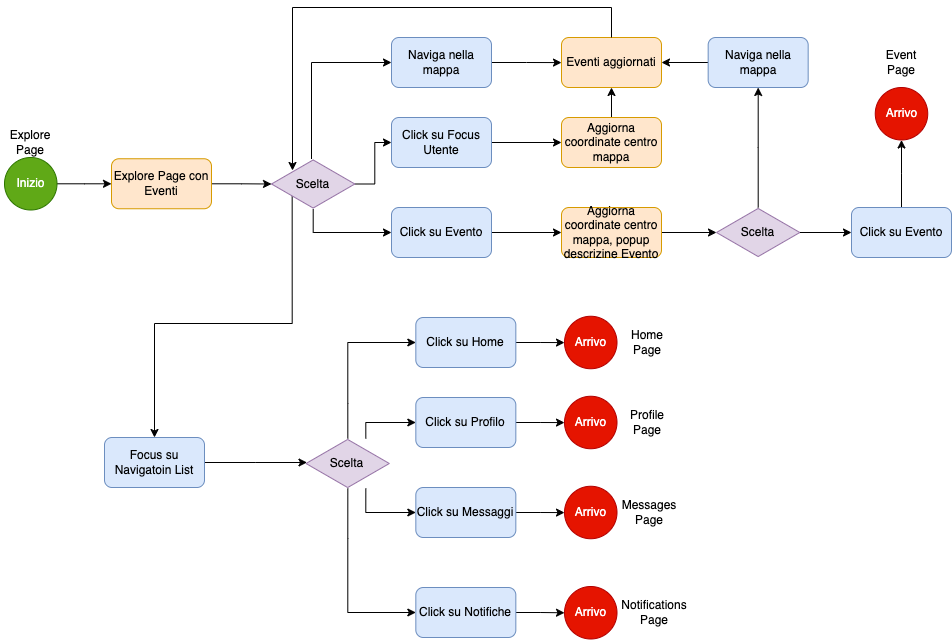 Naviga nella
mappa
Eventi aggiornati
Naviga nella
mappa
Event
Page
Arrivo
Explore
Page
Inizio
Explore Page con
Eventi
Scelta
Click su Focus
Utente
Aggiorna
coordinate centro
mappa
Click su Evento
Aggiorna
coordinate centro
mappa, popup
descrizine Evento
Scelta
Click su Evento
Click su Home
Arrivo
Home
Page
Click su Profilo
Arrivo
Profile
Page
Focus su
Navigatoin List
Scelta
Click su Messaggi
Arrivo
Messages
Page
Click su Notifiche
Arrivo
Notifications
Page